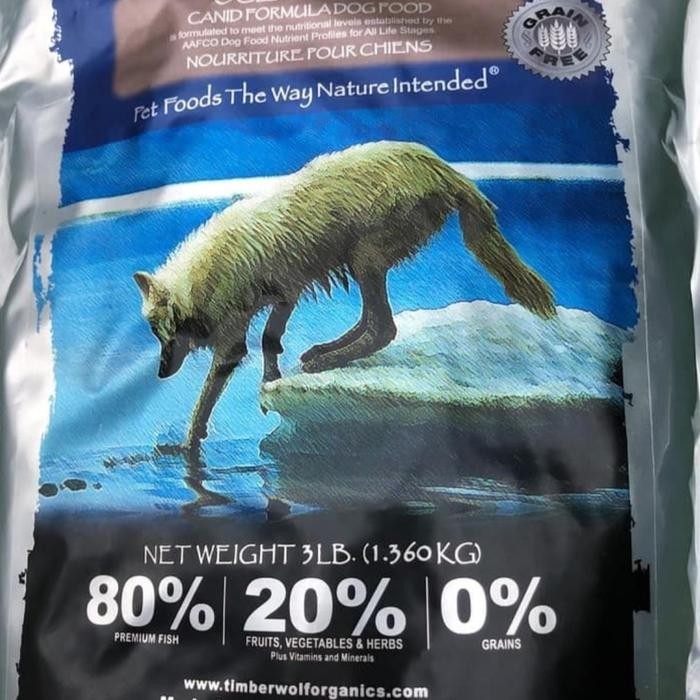 CANID FORMULA DOG FOOD
is formulated to meet the nutritional levels established by the
AAFCO Dog Food Nutrient Profiles for All Life Stages.
NOURRITURE POUR CHIENS
GRAIN
FREE
Pet Foods The Way Nature Intended®
NET WEIGHT 3LB. (1.360 KG)
80% 20% 0%
PREMIUM FISH FRUITS, VEGETABLES & HERBS GRAINS
Plus Vitamins and Minerals
www.timberwolforganics.com